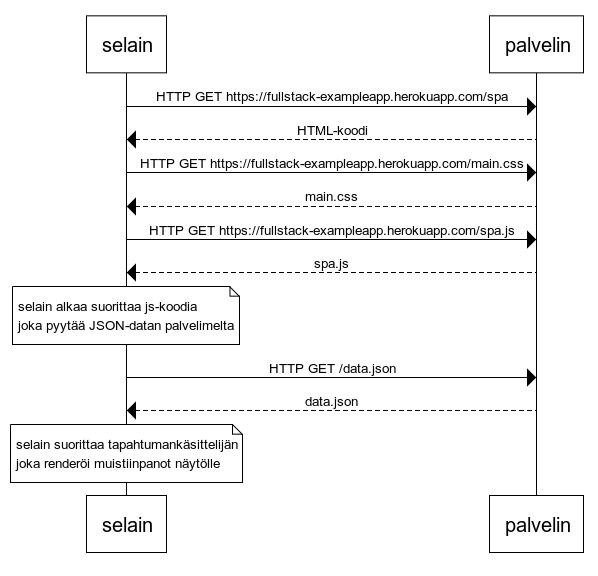 selain
palvelin
HTTP GET https://fullstack-exampleapp.herokuapp.com/spa
HTML-koodi
HTTP GET https://fullstack-exampleapp.herokuapp.com/main.css
main.css
HTTP GET https://fullstack-exampleapp.herokuapp.com/spa.js
spa.js
selain alkaa suorittaa js-koodia
joka pyytää JSON-datan palvelimelta
HTTP GET /data.json
data.json
selain suorittaa tapahtumankäsittelijän
joka renderöi muistiinpanot näytölle
selain
palvelin